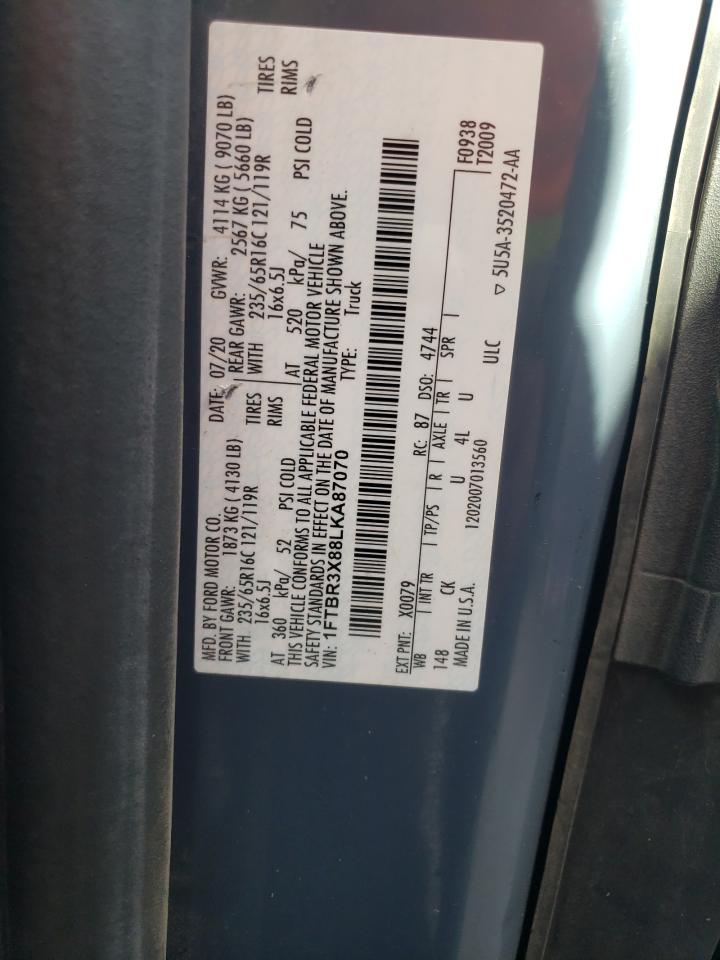 MFD. BY FORD MOTOR CO.
DATE: 07/20 GVWR: 4114 KG ( 9070 LB)
FRONT GAWR: 1873 KG ( 4130 LB) REAR GAWR: 2567 KG ( 5660 LB)
WITH 235/65R16C 121/119R TIRES WITH 235/65R16C 121/119R TIRES
16x6.5J RIMS 16x6.5J RIMS
AT 360 kPa/ 52 PSI COLD AT 520 kPa/ 75 PSI COLD
THIS VEHICLE CONFORMS TO ALL APPLICABLE FEDERAL MOTOR VEHICLE
SAFETY STANDARDS IN EFFECT ON THE DATE OF MANUFACTURE SHOWN ABOVE.
VIN: 1FTBR3X88LKA87070 TYPE: Truck
EXT PNT: X0079 RC: 87 DSO: 4744 F0938
WB INT TR TP/PS R AXLE TR SPR T2009
148 CK U 4L U
MADE IN U.S.A. 1202007013560 ULC ▽ 5U5A-3520472-AA